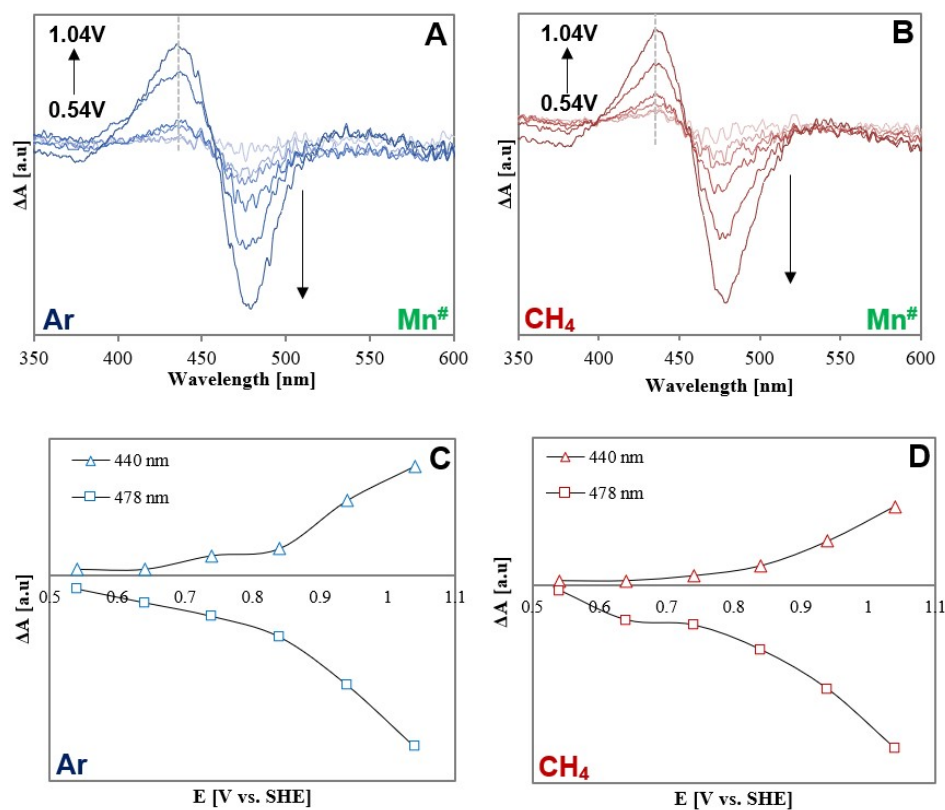 A
1.04V
0.54V
ΔA [a.u]
Ar
Mn#
350 400 450 500 550 600
Wavelength [nm]
B
1.04V
0.54V
ΔA [a.u]
CH4
Mn#
350 400 450 500 550 600
Wavelength [nm]
C
440 nm
478 nm
ΔA [a.u]
0.5 0.6 0.7 0.8 0.9 1 1.1
Ar
E [V vs. SHE]
D
440 nm
478 nm
ΔA [a.u]
0.5 0.6 0.7 0.8 0.9 1 1.1
CH4
E [V vs. SHE]